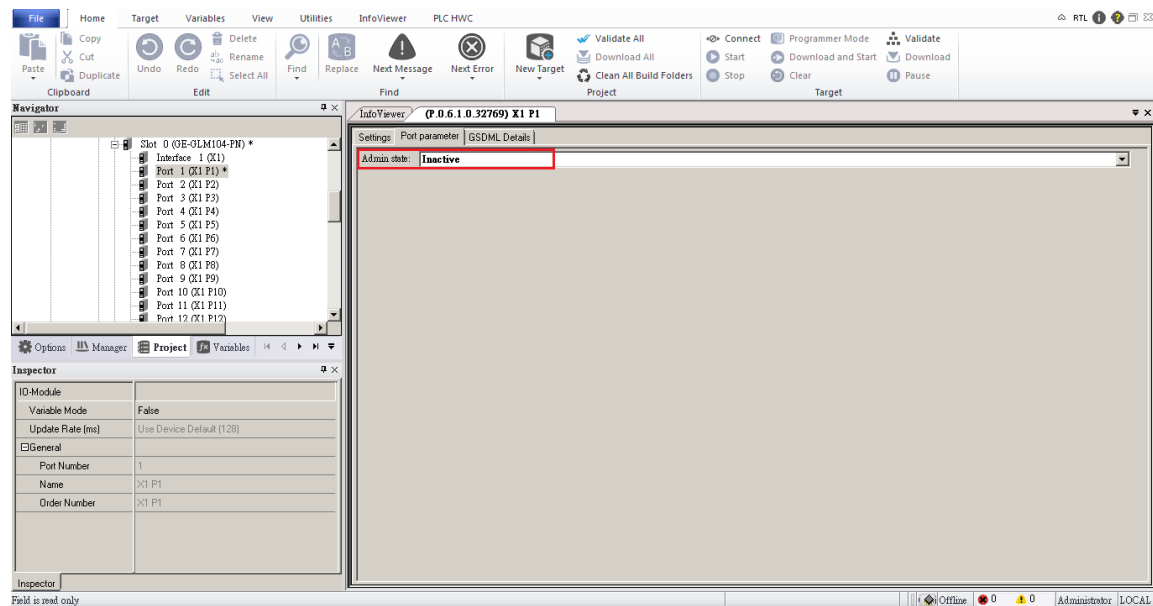 File Home Target Variables View Utilities InfoViewer PLC HWC RTL
Paste Copy Cut Duplicate
Clipboard
Undo Redo Delete Rename Select All
Edit
Find Replace Next Message Next Error
Find
New Target Validate All Download All Clean All Build Folders
Project
Connect Programmer Mode Validate
Start Download and Start Download
Stop Clear Pause
Target
Navigator
Slot 0 (GE-GLM104-PN) *
Interface 1 (X1)
Port 1 (X1 P1) *
Port 2 (X1 P2)
Port 3 (X1 P3)
Port 4 (X1 P4)
Port 5 (X1 P5)
Port 6 (X1 P6)
Port 7 (X1 P7)
Port 8 (X1 P8)
Port 9 (X1 P9)
Port 10 (X1 P10)
Port 11 (X1 P11)
Port 12 (X1 P12)
Options Manager Project Variables
Inspector
IO-Module
Variable Mode False
Update Rate (ms) Use Device Default (128)
General
Port Number 1
Name X1 P1
Order Number X1 P1
Inspector
InfoViewer (P.0.6.1.0.32769) X1 P1
Settings Port parameter GSDML Details
Admin state: Inactive
Field is read only
Offline 0 0 Administrator LOCAL